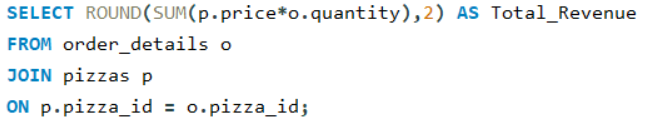 SELECT ROUND(SUM(p.price*o.quantity),2) AS Total_Revenue
FROM order_details o
JOIN pizzas p
ON p.pizza_id = o.pizza_id;